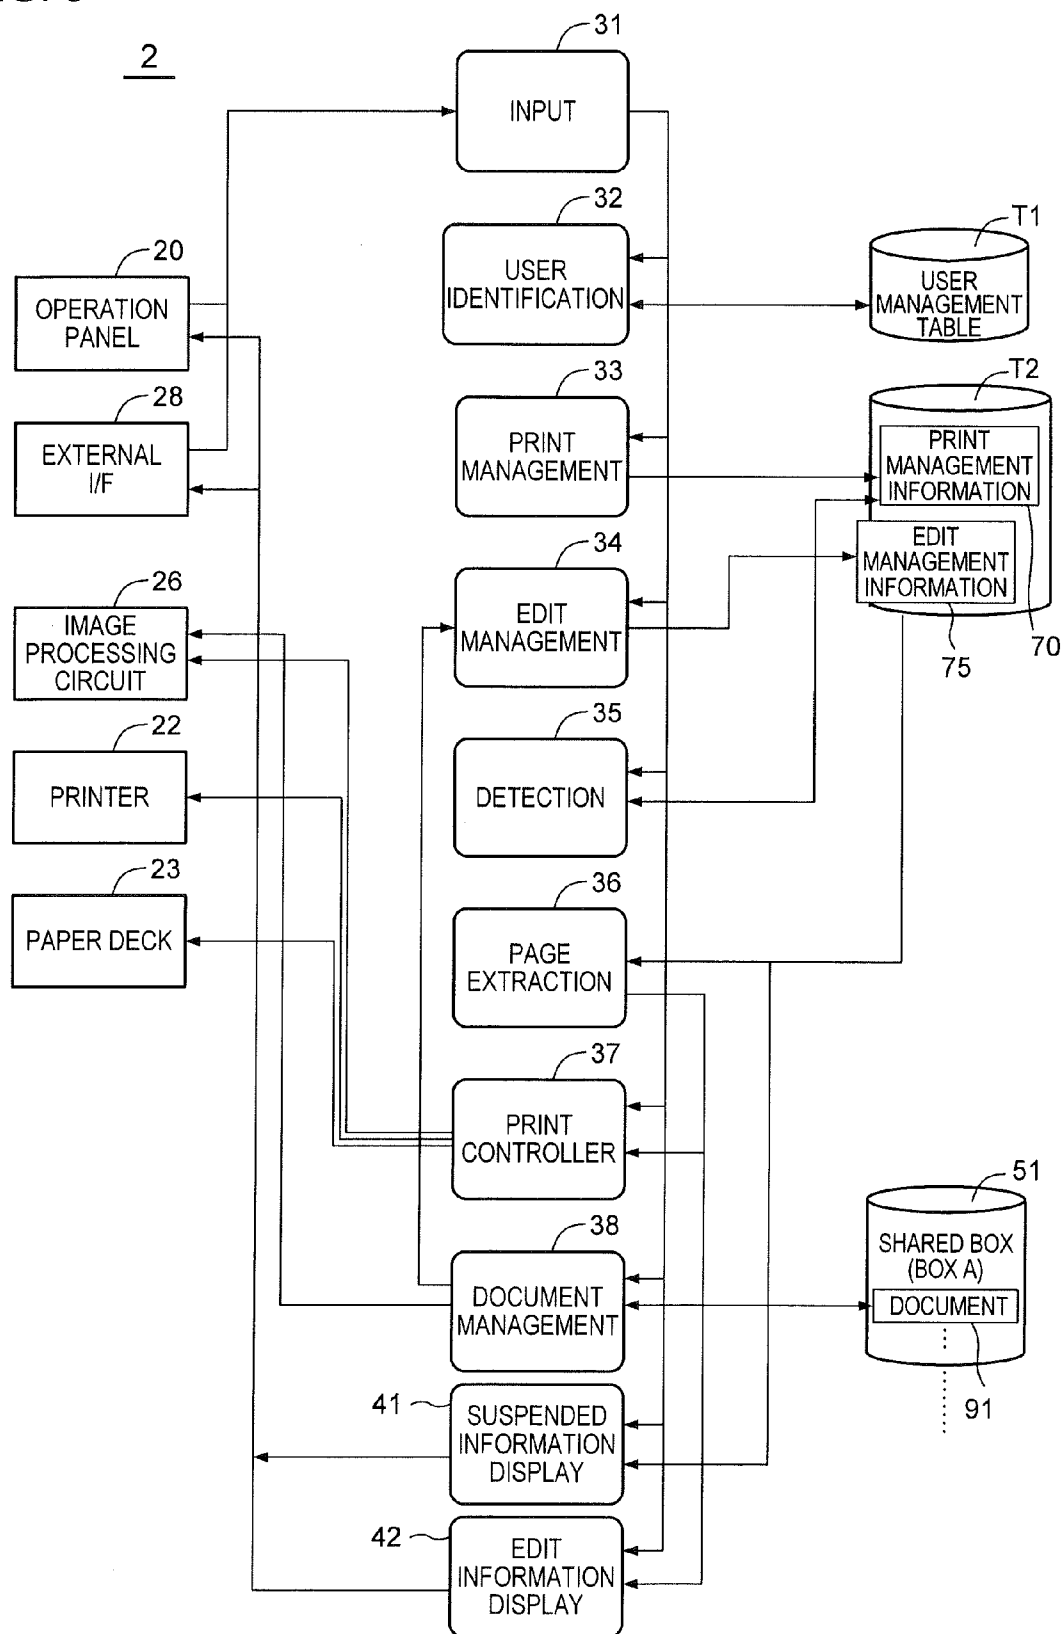 2
31
INPUT
32
USER
IDENTIFICATION
T1
USER
MANAGEMENT
TABLE
20
OPERATION
PANEL
33
PRINT
MANAGEMENT
T2
PRINT
MANAGEMENT
INFORMATION
70
28
EXTERNAL
I/F
34
EDIT
MANAGEMENT
EDIT
MANAGEMENT
INFORMATION
75
26
IMAGE
PROCESSING
CIRCUIT
35
DETECTION
22
PRINTER
36
PAGE
EXTRACTION
23
PAPER DECK
37
PRINT
CONTROLLER
38
DOCUMENT
MANAGEMENT
51
SHARED BOX
(BOX A)
DOCUMENT
91
41
SUSPENDED
INFORMATION
DISPLAY
42
EDIT
INFORMATION
DISPLAY